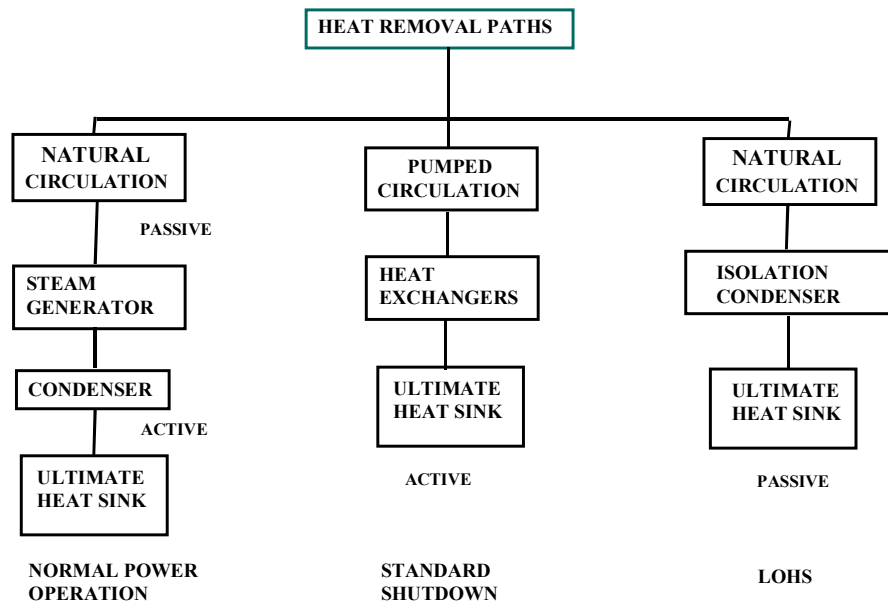 HEAT REMOVAL PATHS
NATURAL
CIRCULATION
PASSIVE
STEAM
GENERATOR
CONDENSER
ACTIVE
ULTIMATE
HEAT SINK
NORMAL POWER
OPERATION
PUMPED
CIRCULATION
HEAT
EXCHANGERS
ULTIMATE
HEAT SINK
ACTIVE
STANDARD
SHUTDOWN
NATURAL
CIRCULATION
ISOLATION
CONDENSER
ULTIMATE
HEAT SINK
PASSIVE
LOHS